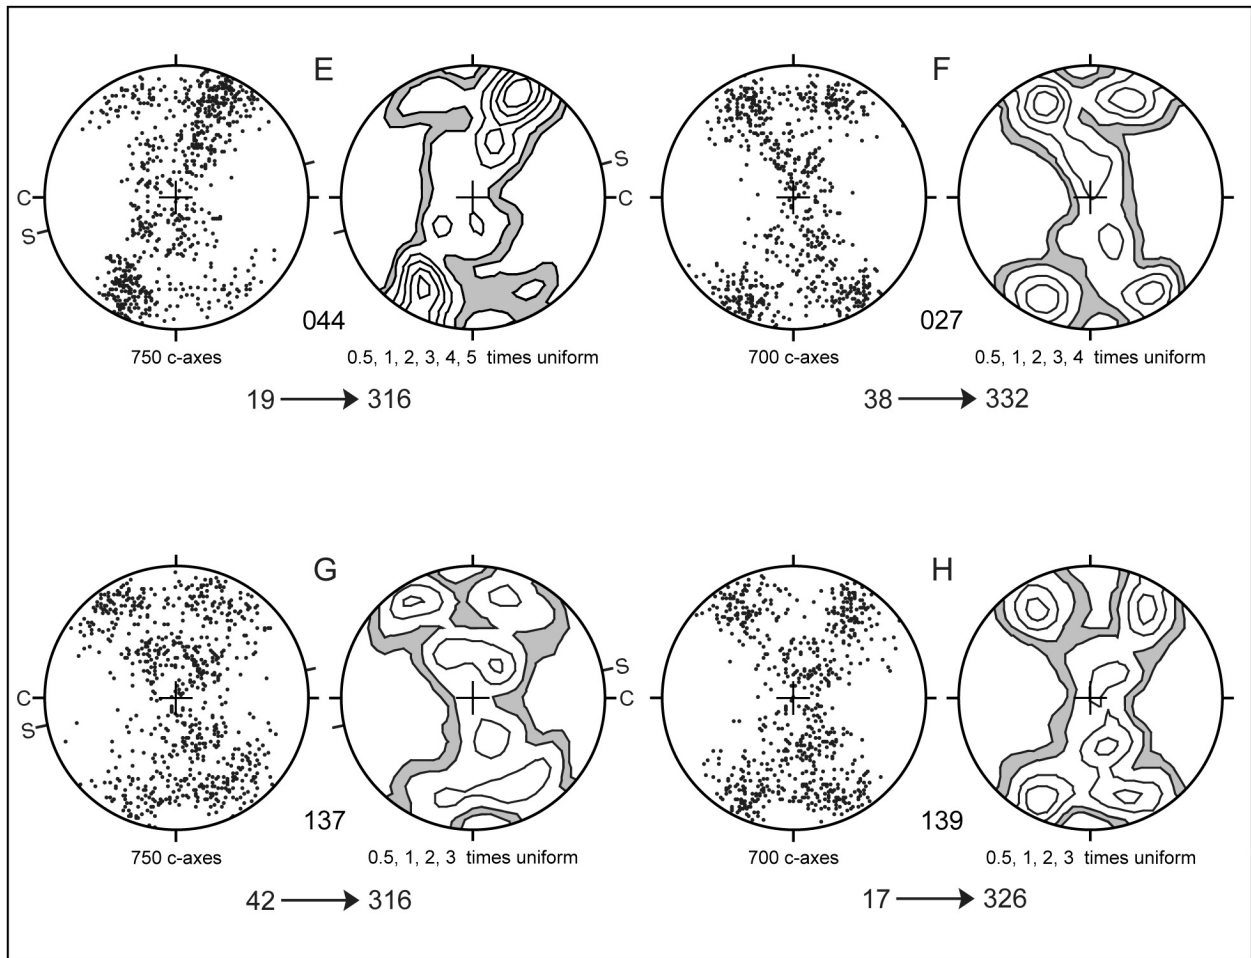 E
F
C
S
S
C
044
027
750 c-axes
0.5, 1, 2, 3, 4, 5 times uniform
700 c-axes
0.5, 1, 2, 3, 4 times uniform
19 → 316
38 → 332
G
H
C
S
S
C
137
139
750 c-axes
0.5, 1, 2, 3 times uniform
700 c-axes
0.5, 1, 2, 3 times uniform
42 → 316
17 → 326